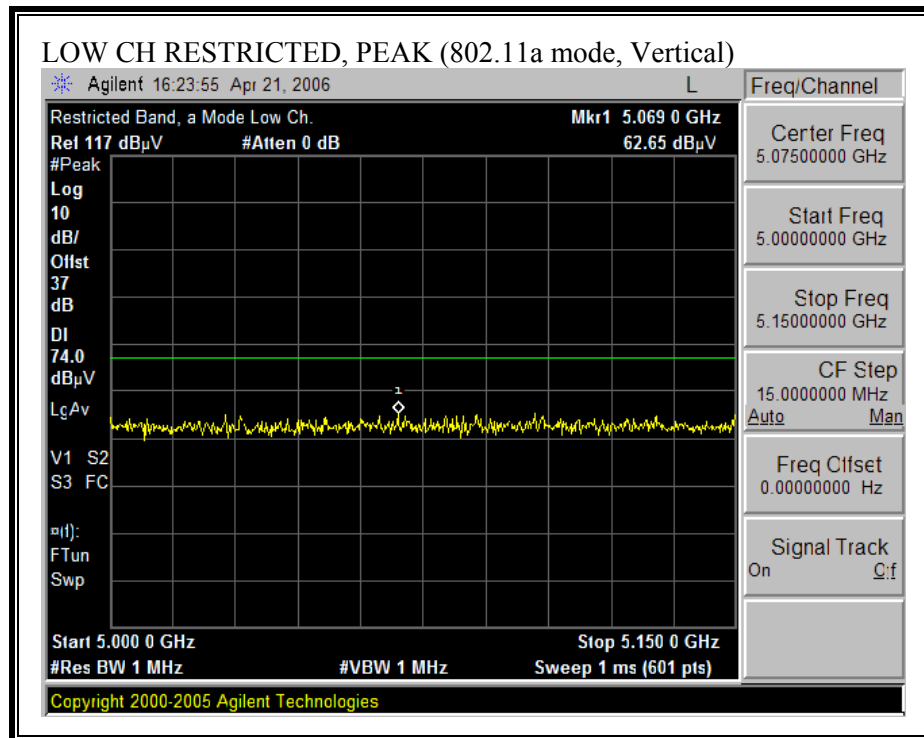 LOW CH RESTRICTED, PEAK (802.11a mode, Vertical)
Agilent 16:23:55 Apr 21, 2006 L
Freq/Channel
Restricted Band, a Mode Low Ch. Mkr1 5.069 0 GHz
Ref 117 dBµV #Atten 0 dB 62.65 dBµV
#Peak
Log
10
dB/
Offst
37
dB
DI
74.0
dBµV
LgAv
V1 S2
S3 FC
¤(f):
FTun
Swp
1
Start 5.000 0 GHz Stop 5.150 0 GHz
#Res BW 1 MHz #VBW 1 MHz Sweep 1 ms (601 pts)
Center Freq
5.07500000 GHz
Start Freq
5.00000000 GHz
Stop Freq
5.15000000 GHz
CF Step
15.0000000 MHz
Auto Man
Freq Offset
0.00000000 Hz
Signal Track
On Off
Copyright 2000-2005 Agilent Technologies